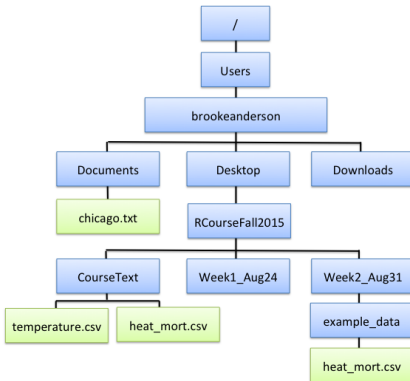 /
Users
brookeanderson
Documents
Desktop
Downloads
chicago.txt
RCourseFall2015
CourseText
Week1_Aug24
Week2_Aug31
temperature.csv
heat_mort.csv
example_data
heat_mort.csv